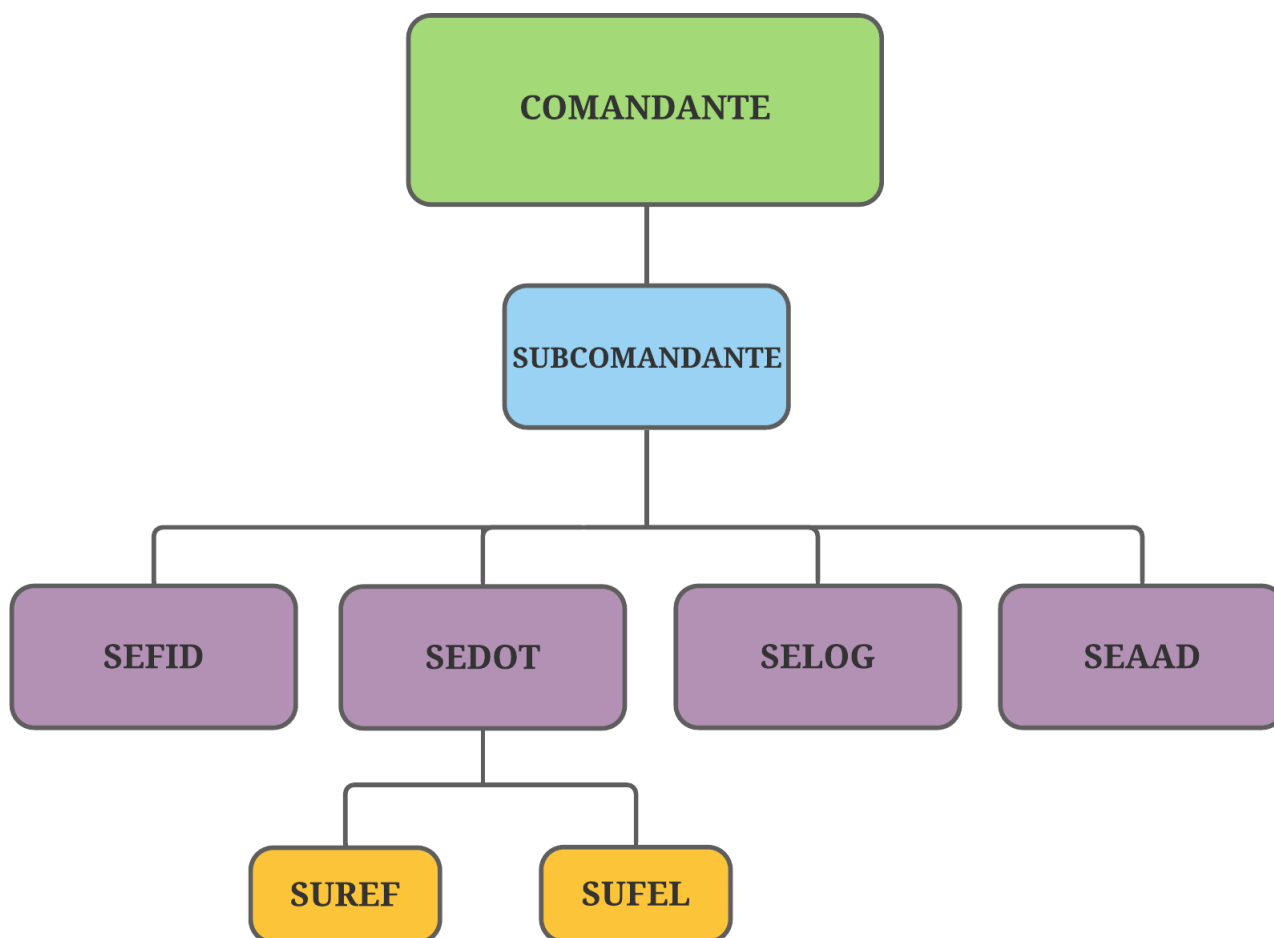 COMANDANTE
SUBCOMANDANTE
SEFID
SEDOT
SELOG
SEAAD
SUREF
SUFEL